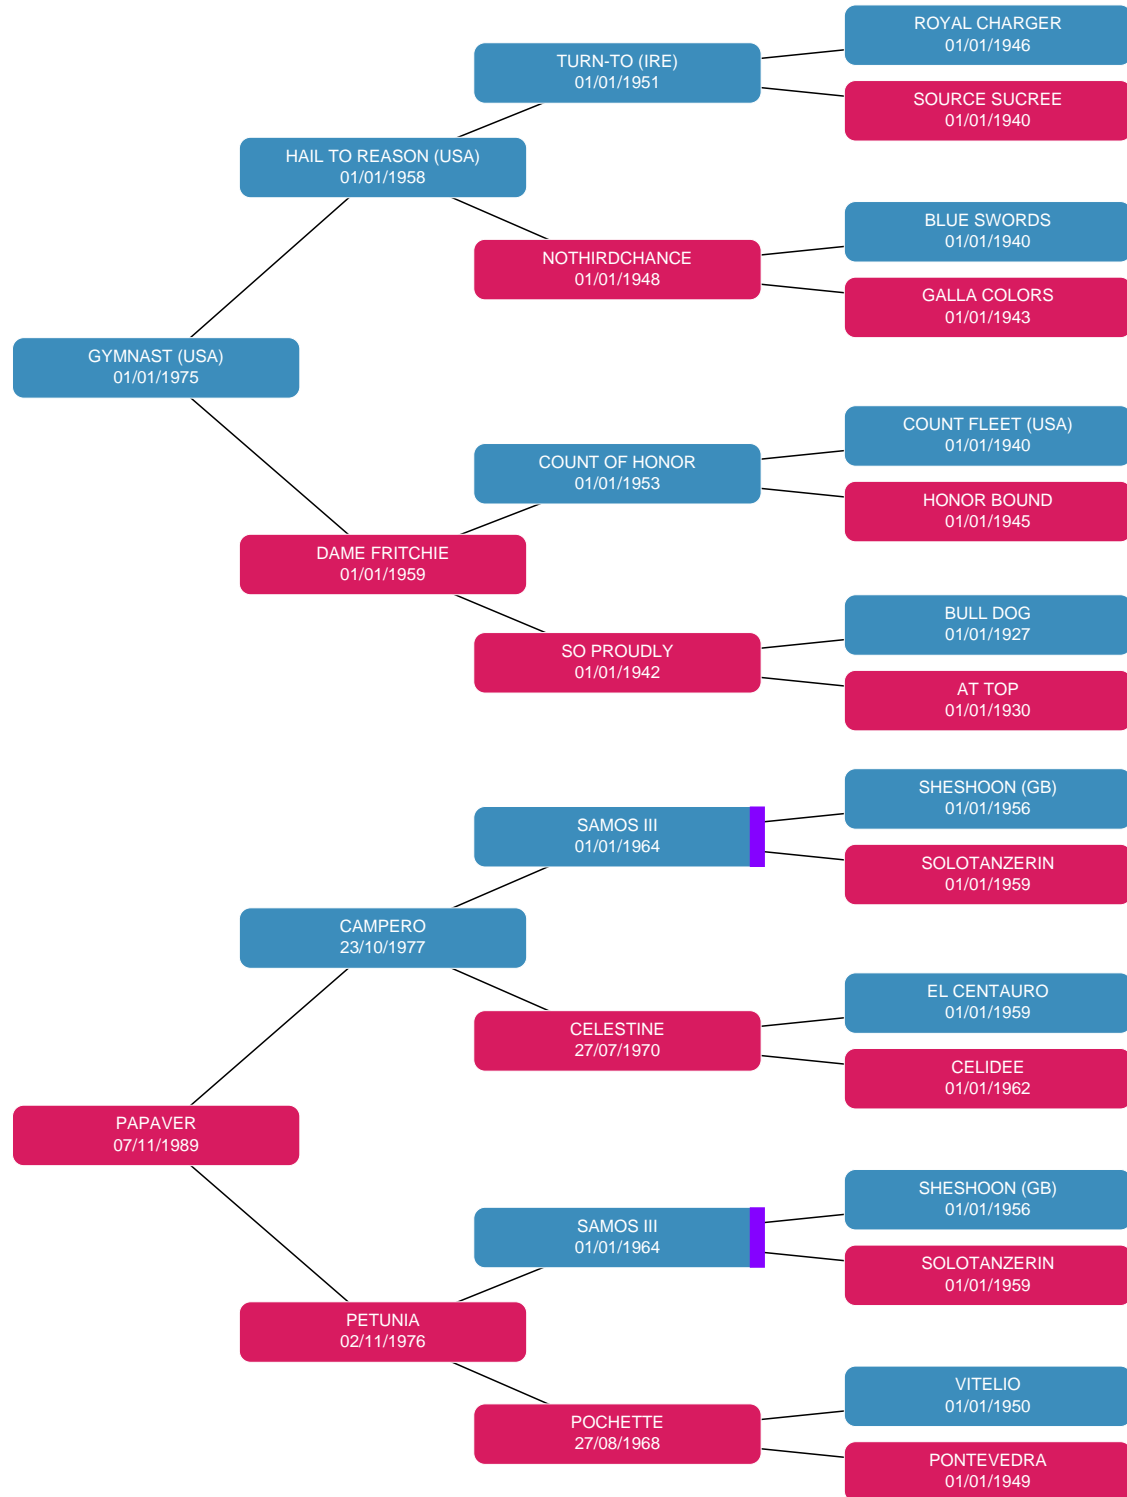 ROYAL CHARGER
01/01/1946
TURN-TO (IRE)
01/01/1951
SOURCE SUCREE
01/01/1940
HAIL TO REASON (USA)
01/01/1958
BLUE SWORDS
01/01/1940
NOTHIRDCHANCE
01/01/1948
GALLA COLORS
01/01/1943
GYMNAST (USA)
01/01/1975
COUNT FLEET (USA)
01/01/1940
COUNT OF HONOR
01/01/1953
HONOR BOUND
01/01/1945
DAME FRITCHIE
01/01/1959
BULL DOG
01/01/1927
SO PROUDLY
01/01/1942
AT TOP
01/01/1930
SHESHOON (GB)
01/01/1956
SAMOS III
01/01/1964
SOLOTANZERIN
01/01/1959
CAMPERO
23/10/1977
EL CENTAURO
01/01/1959
CELESTINE
27/07/1970
CELIDEE
01/01/1962
PAPAVER
07/11/1989
SHESHOON (GB)
01/01/1956
SAMOS III
01/01/1964
SOLOTANZERIN
01/01/1959
PETUNIA
02/11/1976
VITELIO
01/01/1950
POCHETTE
27/08/1968
PONTEVEDRA
01/01/1949